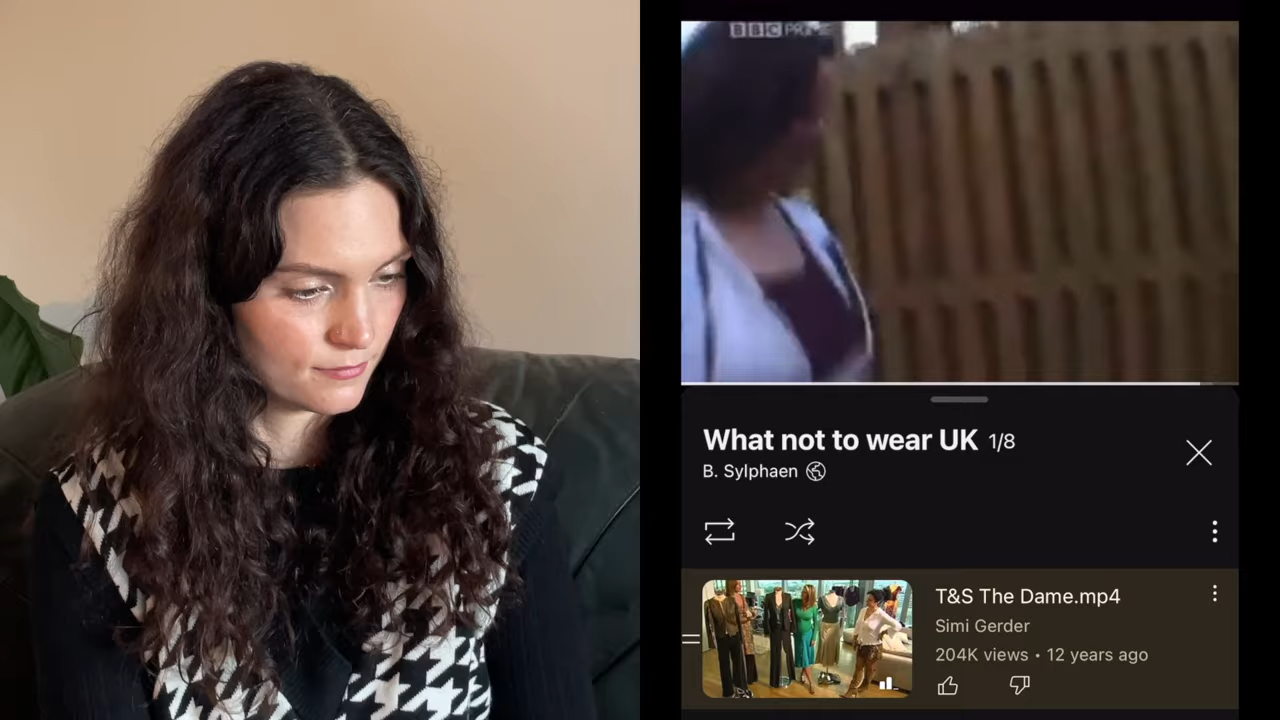 BBC PRIME
What not to wear UK 1/8
B. Sylphaen
T&S The Dame.mp4
Simi Gerder
204K views • 12 years ago